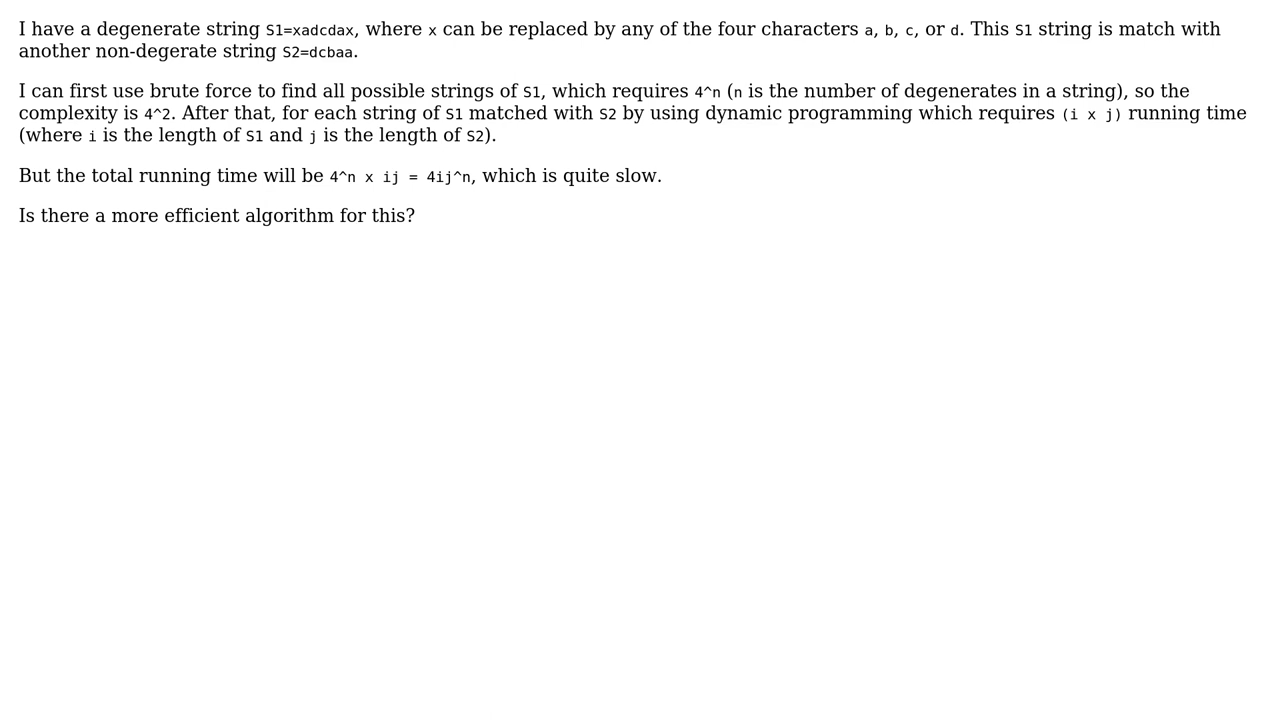 I have a degenerate string S1=xadcdax, where x can be replaced by any of the four characters a, b, c, or d. This S1 string is match with
another non-degerate string S2=dcbaa.
I can first use brute force to find all possible strings of S1, which requires 4^n (n is the number of degenerates in a string), so the
complexity is 4^2. After that, for each string of S1 matched with S2 by using dynamic programming which requires (i x j) running time
(where i is the length of S1 and j is the length of S2).
But the total running time will be 4^n x ij = 4ij^n, which is quite slow.
Is there a more efficient algorithm for this?